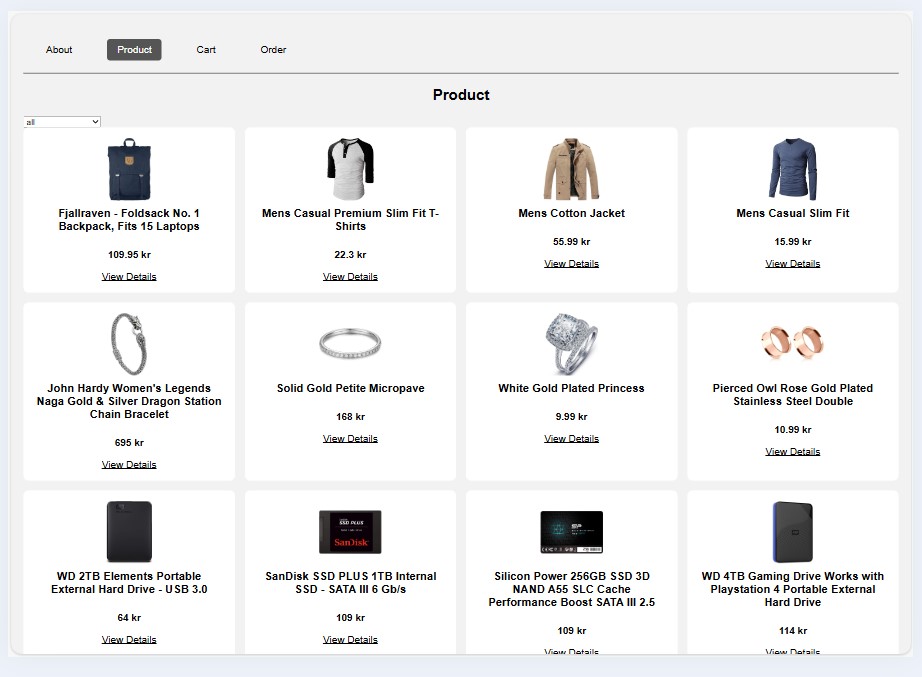 About
Product
Cart
Order
Product
all
Fjallraven - Foldsack No. 1
Backpack, Fits 15 Laptops
109.95 kr
View Details
Mens Casual Premium Slim Fit T-
Shirts
22.3 kr
View Details
Mens Cotton Jacket
55.99 kr
View Details
Mens Casual Slim Fit
15.99 kr
View Details
John Hardy Women's Legends
Naga Gold & Silver Dragon Station
Chain Bracelet
695 kr
View Details
Solid Gold Petite Micropave
168 kr
View Details
White Gold Plated Princess
9.99 kr
View Details
Pierced Owl Rose Gold Plated
Stainless Steel Double
10.99 kr
View Details
WD 2TB Elements Portable
External Hard Drive - USB 3.0
64 kr
View Details
SSD PLUS
SanDisk
SanDisk SSD PLUS 1TB Internal
SSD - SATA III 6 Gb/s
109 kr
View Details
Silicon Power 256GB SSD 3D
NAND A55 SLC Cache
Performance Boost SATA III 2.5
109 kr
View Details
WD 4TB Gaming Drive Works with
Playstation 4 Portable External
Hard Drive
114 kr
View Details